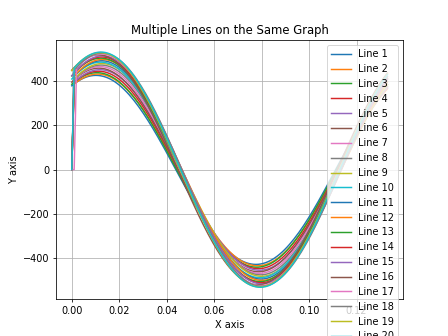 Multiple Lines on the Same Graph
Y axis
400
200
0
−200
−400
0.00
0.02
0.04
0.06
0.08
0.10
X axis
Line 1
Line 2
Line 3
Line 4
Line 5
Line 6
Line 7
Line 8
Line 9
Line 10
Line 11
Line 12
Line 13
Line 14
Line 15
Line 16
Line 17
Line 18
Line 19
Line 20